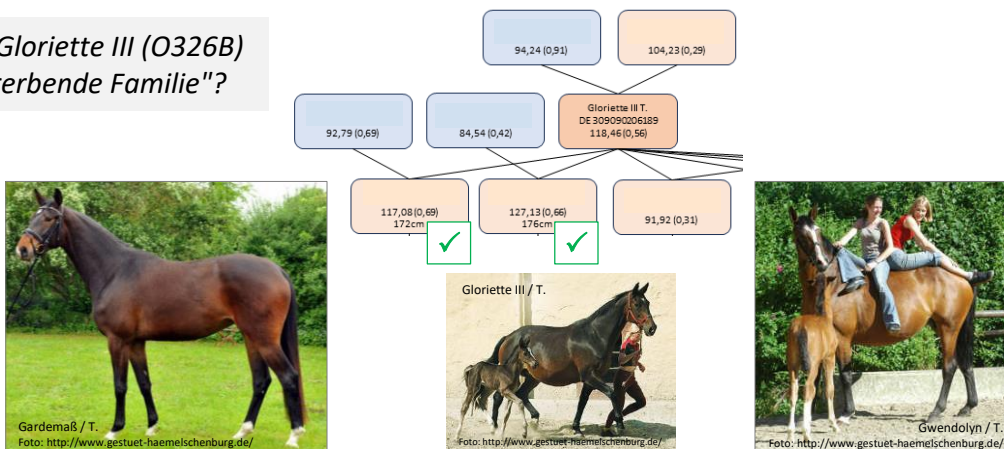 Gloriette III (O326B)
erbende Familie"?
94,24 (0,91)
104,23 (0,29)
92,79 (0,69)
84,54 (0,42)
Gloriette III T.
DE 309090206189
118,46 (0,56)
117,08 (0,69)
172cm
127,13 (0,66)
176cm
91,92 (0,31)
Gloriette III / T.
Gardemaß / T.
Foto: http://www.gestuet-haemelschenburg.de/
Foto: http://www.gestuet-haemelschenburg.de/
Gwendolyn / T.
Foto: http://www.gestuet-haemelschenburg.de/